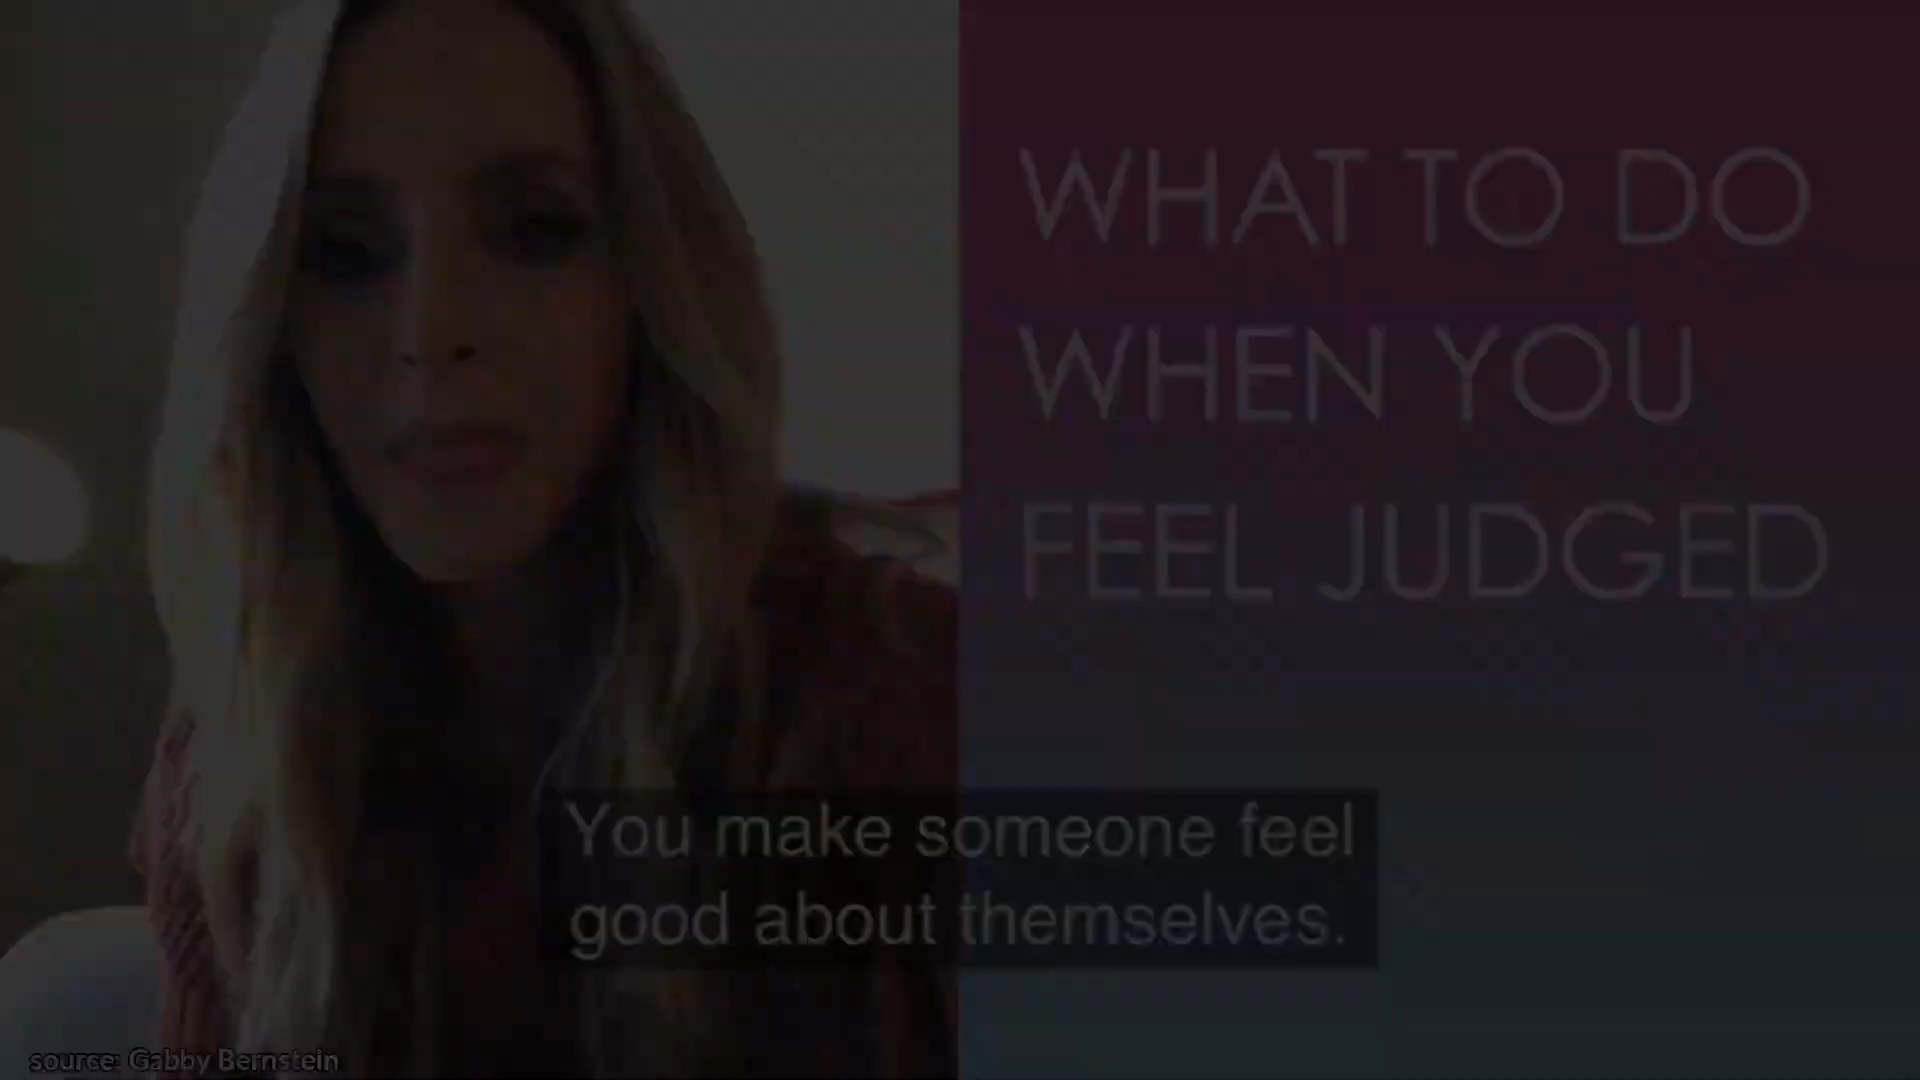 WHAT TO DO
WHEN YOU
FEEL JUDGED
You make someone feel
good about themselves.
source: Gabby Bernstein